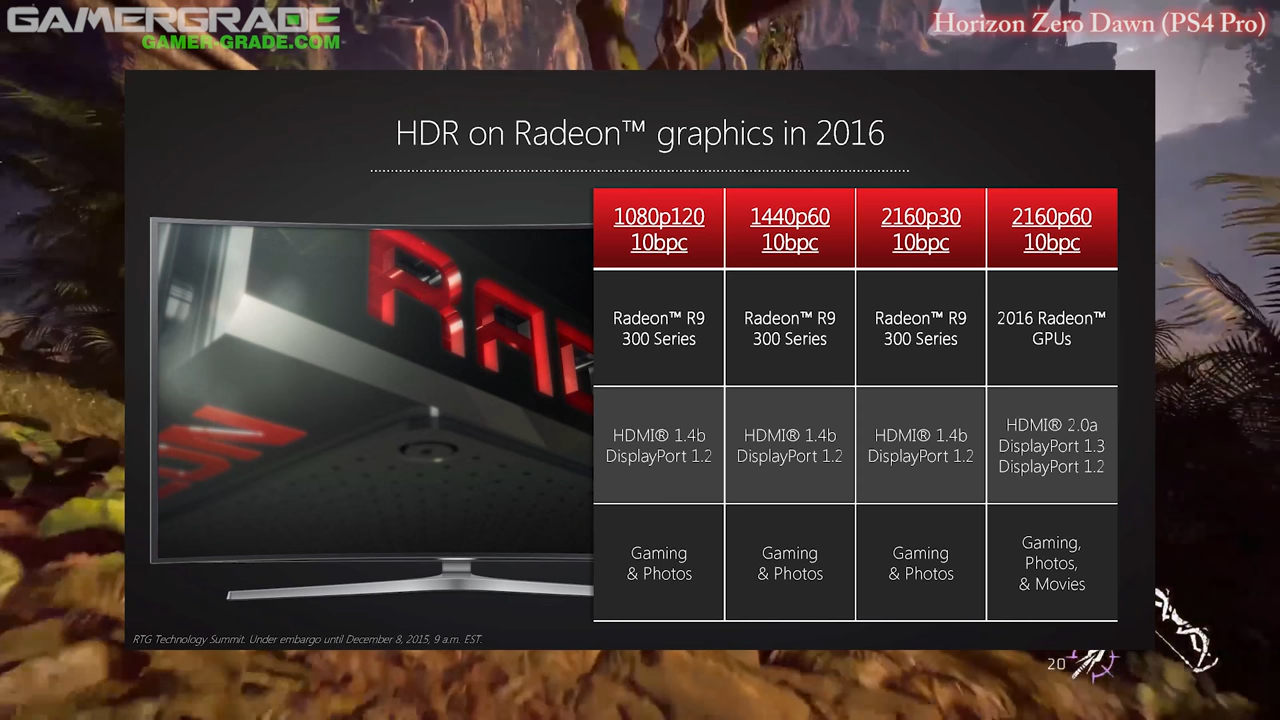 GAMERGRADE
GAMER-GRADE.COM
Horizon Zero Dawn (PS4 Pro)
HDR on Radeon™ graphics in 2016
1080p120
10bpc
1440p60
10bpc
2160p30
10bpc
2160p60
10bpc
Radeon™ R9
300 Series
Radeon™ R9
300 Series
Radeon™ R9
300 Series
2016 Radeon™
GPUs
HDMI® 1.4b
DisplayPort 1.2
HDMI® 1.4b
DisplayPort 1.2
HDMI® 1.4b
DisplayPort 1.2
HDMI® 2.0a
DisplayPort 1.3
DisplayPort 1.2
Gaming
& Photos
Gaming
& Photos
Gaming
& Photos
Gaming,
Photos,
& Movies
RTG Technology Summit. Under embargo until December 8, 2015, 9 a.m. EST.
20